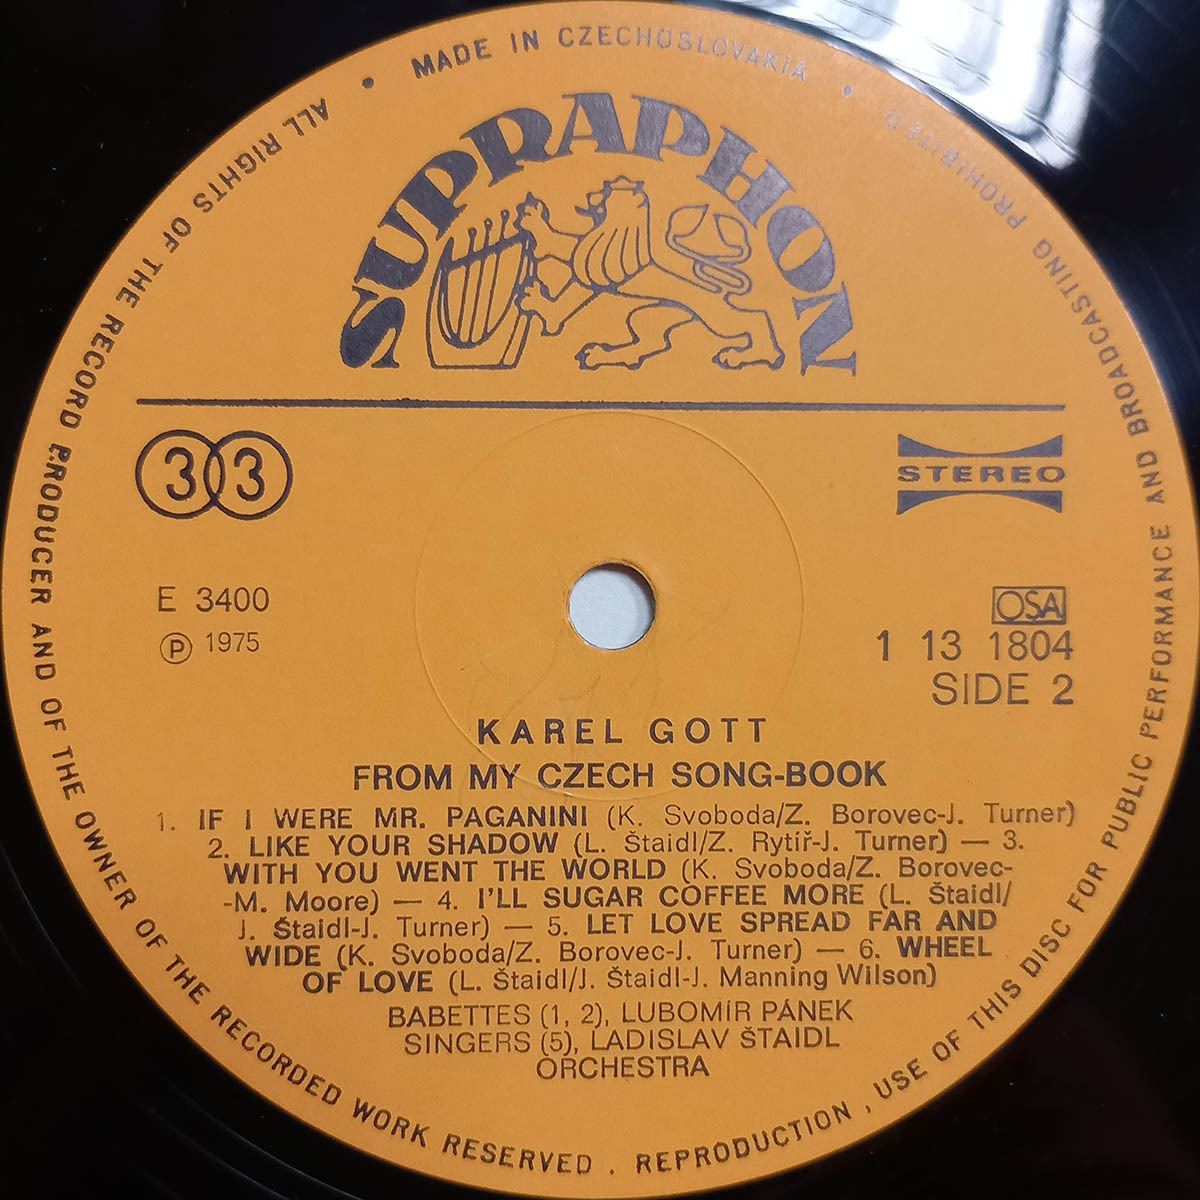 MADE IN CZECHOSLOVAKIA
ALL RIGHTS OF THE RECORD PRODUCER AND OF THE OWNER OF THE RECORDED WORK RESERVED . REPRODUCTION , USE OF THIS DISC FOR PUBLIC PERFORMANCE AND BROADCASTING PROHIBITED
SUPRAPHON
33
STEREO
E 3400
℗ 1975
OSA
1 13 1804
SIDE 2
KAREL GOTT
FROM MY CZECH SONG-BOOK
1. IF I WERE MR. PAGANINI (K. Svoboda/Z. Borovec-J. Turner)
2. LIKE YOUR SHADOW (L. Štaidl/Z. Rytíř-J. Turner) — 3.
WITH YOU WENT THE WORLD (K. Svoboda/Z. Borovec-
-M. Moore) — 4. I'LL SUGAR COFFEE MORE (L. Štaidl/
J. Štaidl-J. Turner) — 5. LET LOVE SPREAD FAR AND
WIDE (K. Svoboda/Z. Borovec-J. Turner) — 6. WHEEL
OF LOVE (L. Štaidl/J. Štaidl-J. Manning Wilson)
BABETTES (1, 2), LUBOMÍR PÁNEK
SINGERS (5), LADISLAV ŠTAIDL
ORCHESTRA